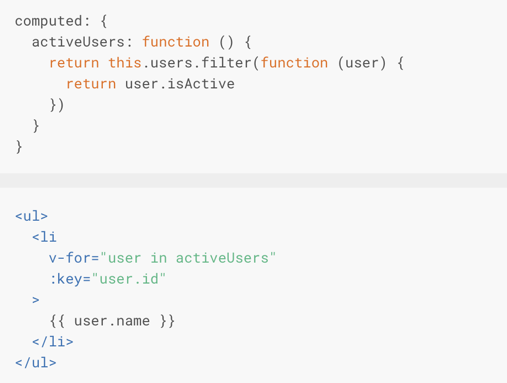 computed: {
  activeUsers: function () {
    return this.users.filter(function (user) {
      return user.isActive
    })
  }
}
<ul>
  <li
    v-for="user in activeUsers"
    :key="user.id"
  >
    {{ user.name }}
  </li>
</ul>